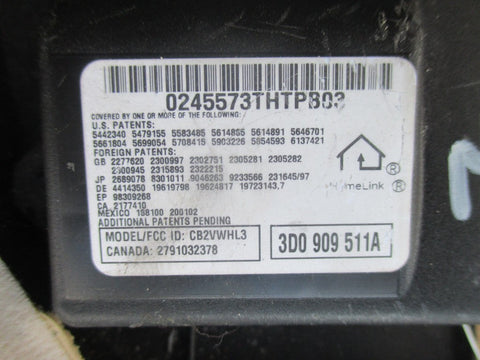 0245573THTPB03
COVERED BY ONE OR MORE OF THE FOLLOWING:
U.S. PATENTS:
5442340 5479155 5583485 5614885 5614891 5646701
5661804 5699054 5708415 5903226 5854593 6137421
FOREIGN PATENTS:
GB 2277620 2300997 2302751 2305281 2305282
2300945 2315893 2322215
JP 2689078 8301011 9048263 9233566 231645/97
DE 4414350 19619798 19624817 19723143,7
EP 98309268
CA 2177410
MEXICO 188100 200102
ADDITIONAL PATENTS PENDING
HomeLink®
MODEL/FCC ID: CB2VWHL3
CANADA: 2791032378
3D0 909 511A